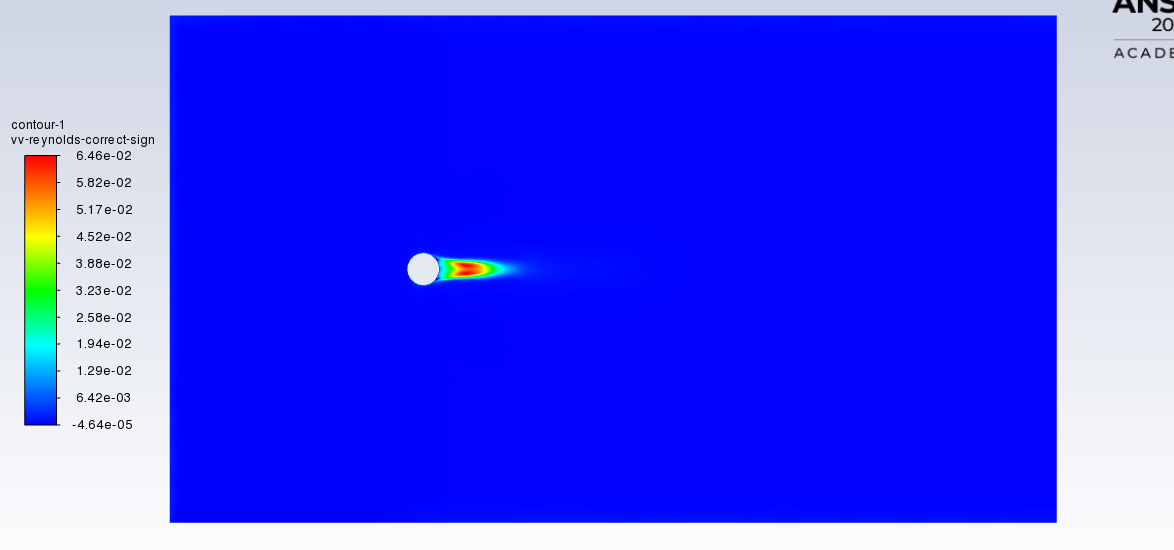 ANS
20
ACADE
contour-1
vv-reynolds-correct-sign
6.46e-02
5.82e-02
5.17e-02
4.52e-02
3.88e-02
3.23e-02
2.58e-02
1.94e-02
1.29e-02
6.42e-03
-4.64e-05